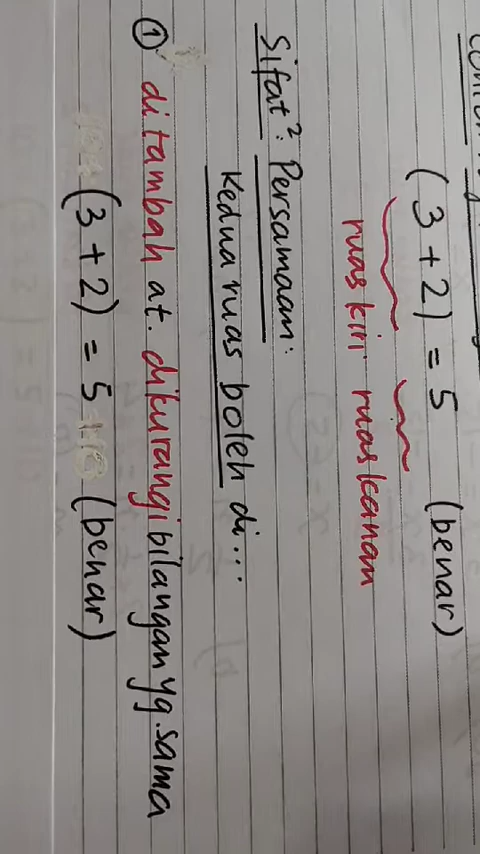 (3 + 2) = 5 (benar)
ruas kiri ruas kanan
Sifat²: Persamaan:
Kedua ruas boleh di...
① ditambah at. dikurangi bilangan yg sama
(3 + 2) = 5 (benar)